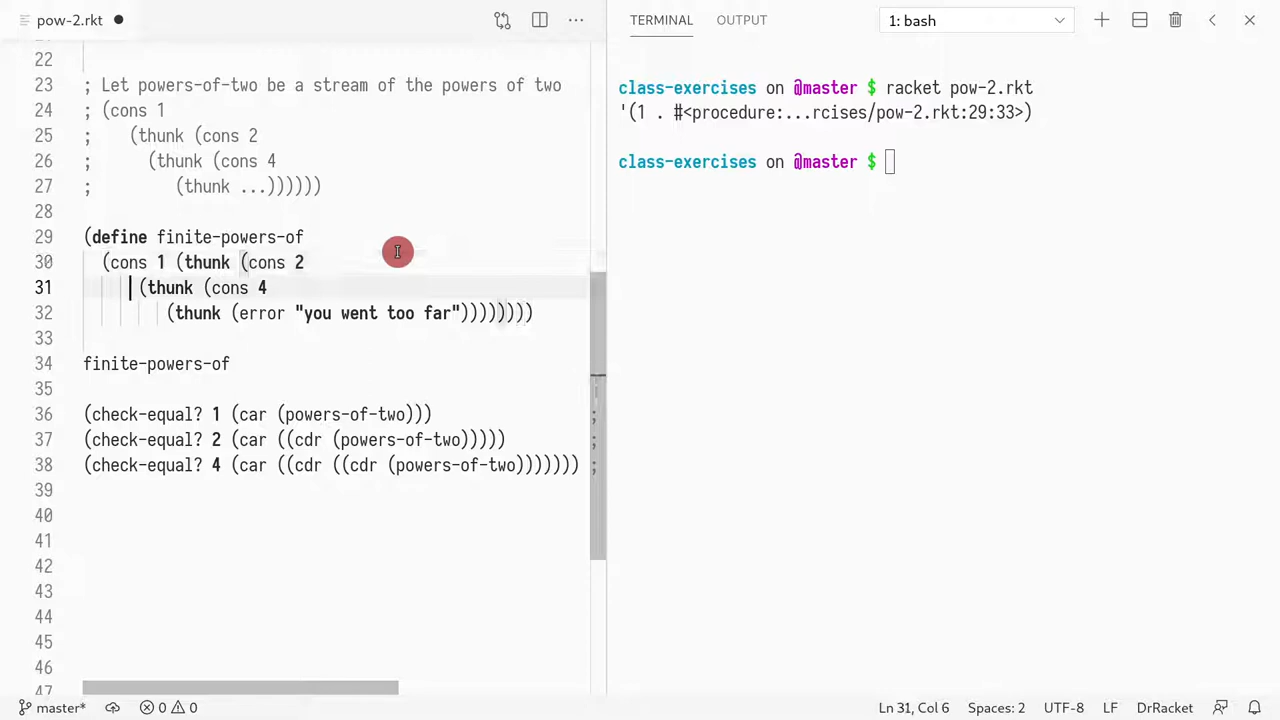 pow-2.rkt
TERMINAL OUTPUT 1: bash
22
23 ; Let powers-of-two be a stream of the powers of two
24 ; (cons 1
25 ; (thunk (cons 2
26 ; (thunk (cons 4
27 ; (thunk ...))))))
28
29 (define finite-powers-of
30 (cons 1 (thunk (cons 2
31 (thunk (cons 4
32 (thunk (error "you went too far"))))))))
33
34 finite-powers-of
35
36 (check-equal? 1 (car (powers-of-two))) ;
37 (check-equal? 2 (car ((cdr (powers-of-two))))) ;
38 (check-equal? 4 (car ((cdr ((cdr (powers-of-two))))))) ;
39
40
41
42
43
44
45
46
47
class-exercises on @master $ racket pow-2.rkt
'(1 . #<procedure:...rcises/pow-2.rkt:29:33>)
class-exercises on @master $
master* 0 0 Ln 31, Col 6 Spaces: 2 UTF-8 LF DrRacket